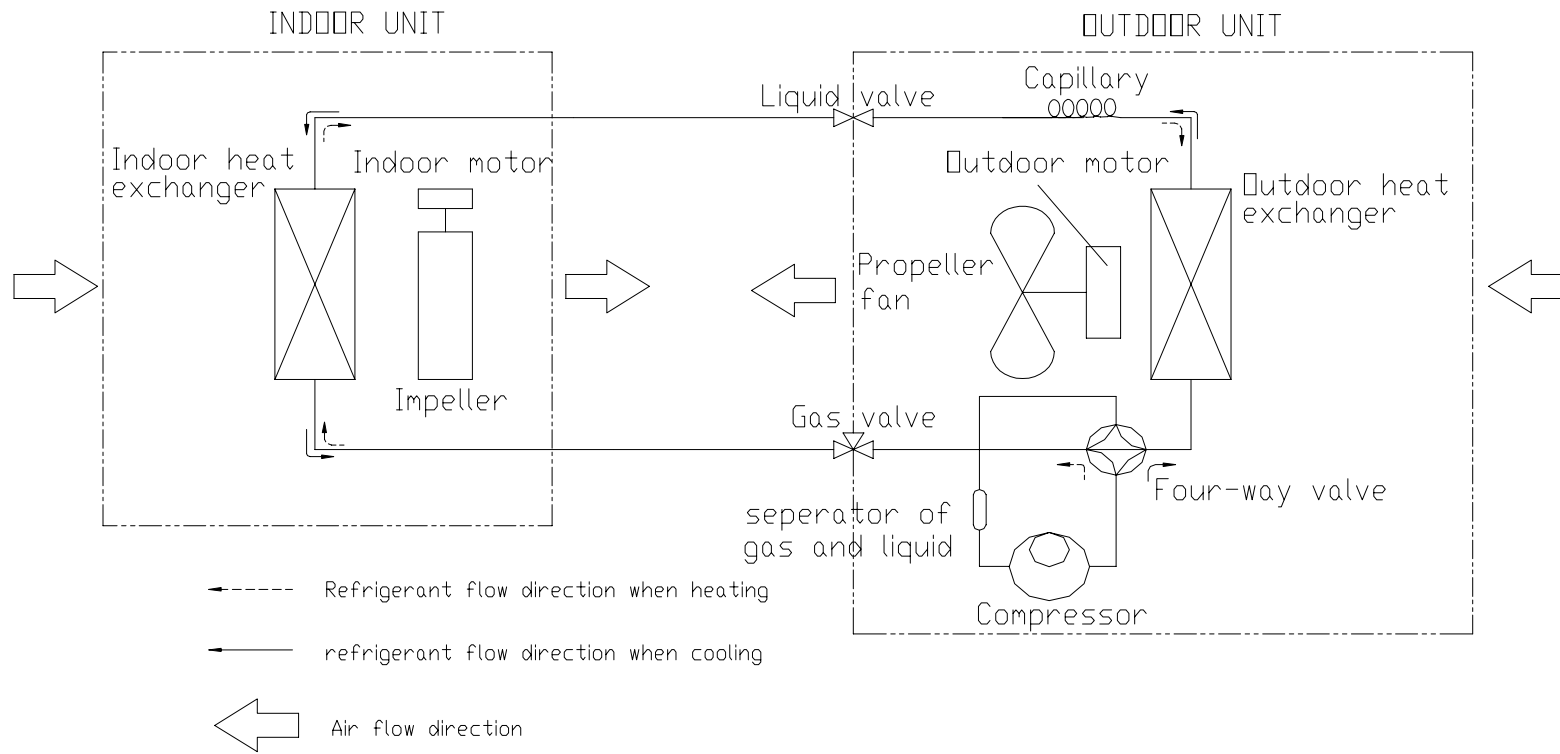 INDOOR UNIT
OUTDOOR UNIT
Capillary
Liquid valve
Indoor heat
exchanger
Indoor motor
Outdoor motor
Outdoor heat
exchanger
Propeller
fan
Impeller
Gas valve
Four-way valve
seperator of
gas and liquid
Compressor
Refrigerant flow direction when heating
refrigerant flow direction when cooling
Air flow direction